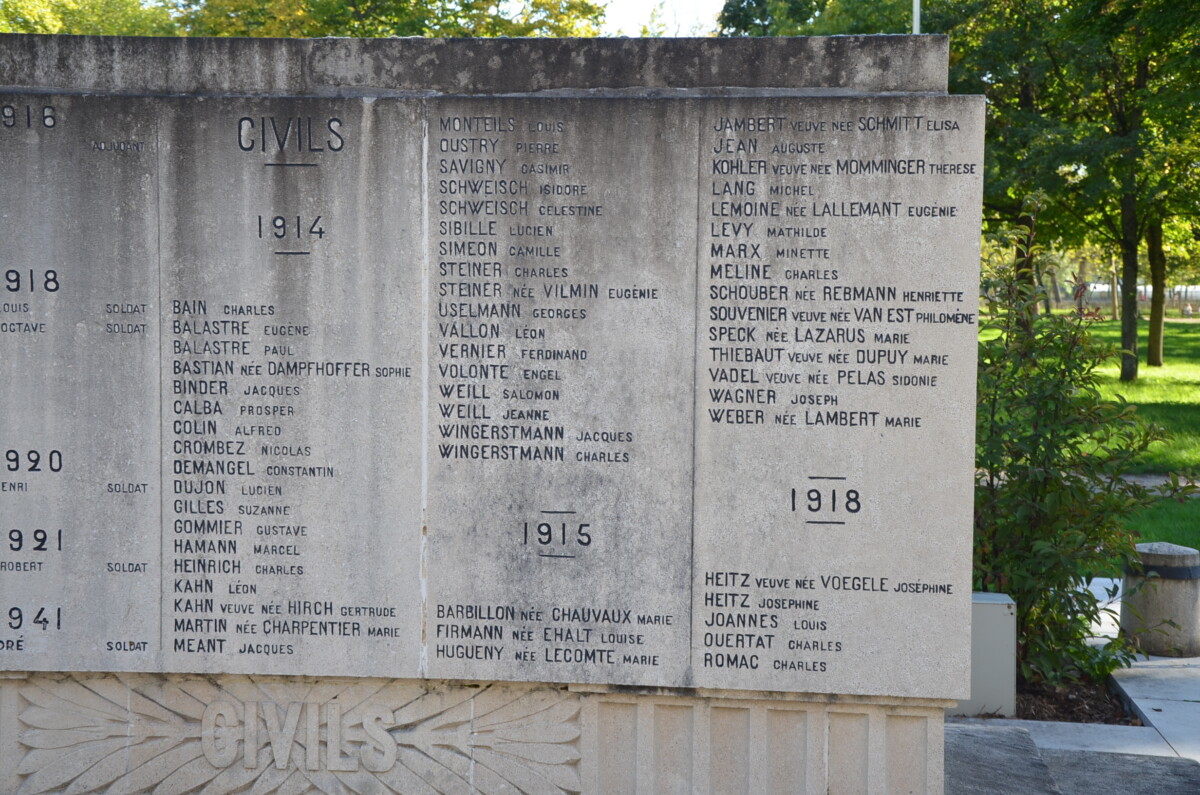 1916
ADJUDANT
1918
LOUIS SOLDAT
OCTAVE SOLDAT
1920
HENRI SOLDAT
1921
ROBERT SOLDAT
1941
SOLDAT
CIVILS
1914
BAIN CHARLES
BALASTRE EUGÈNE
BALASTRE PAUL
BASTIAN NÉE DAMPFHOFFER SOPHIE
BINDER JACQUES
CALBA PROSPER
COLIN ALFRED
CROMBEZ NICOLAS
DEMANGEL CONSTANTIN
DUJON LUCIEN
GILLES SUZANNE
GOMMIER GUSTAVE
HAMANN MARCEL
HEINRICH CHARLES
KAHN LÉON
KAHN VEUVE NÉE HIRCH GERTRUDE
MARTIN NÉE CHARPENTIER MARIE
MEANT JACQUES
MONTEILS LOUIS
OUSTRY PIERRE
SAVIGNY CASIMIR
SCHWEISCH ISIDORE
SCHWEISCH CÉLESTINE
SIBILLE LUCIEN
SIMEON CAMILLE
STEINER CHARLES
STEINER NÉE VILMIN EUGÉNIE
USELMANN GEORGES
VALLON LÉON
VERNIER FERDINAND
VOLONTE ENGEL
WEILL SALOMON
WEILL JEANNE
WINGERSTMANN JACQUES
WINGERSTMANN CHARLES
1915
BARBILLON NÉE CHAUVAUX MARIE
FIRMANN NÉE EHALT LOUISE
HUGUENY NÉE LECOMTE MARIE
JAMBERT VEUVE NÉE SCHMITT ELISA
JEAN AUGUSTE
KOHLER VEUVE NÉE MOMMINGER THERESE
LANG MICHEL
LEMOINE NÉE LALLEMANT EUGÉNIE
LEVY MATHILDE
MARX MINETTE
MELINE CHARLES
SCHOUBER NÉE REBMANN HENRIETTE
SOUVENIER VEUVE NÉE VAN EST PHILOMÈNE
SPECK NÉE LAZARUS MARIE
THIEBAUT VEUVE NÉE DUPUY MARIE
VADEL VEUVE NÉE PELAS SIDONIE
WAGNER JOSEPH
WEBER NÉE LAMBERT MARIE
1918
HEITZ VEUVE NÉE VOEGELE JOSÉPHINE
HEITZ JOSEPHINE
JOANNES LOUIS
OUERTAT CHARLES
ROMAC CHARLES
CIVILS